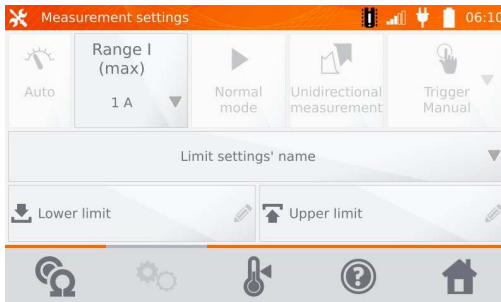 Measurement settings 06:10
Auto
Range I
(max)
1 A
Normal
mode
Unidirectional
measurement
Trigger
Manual
Limit settings' name
Lower limit
Upper limit